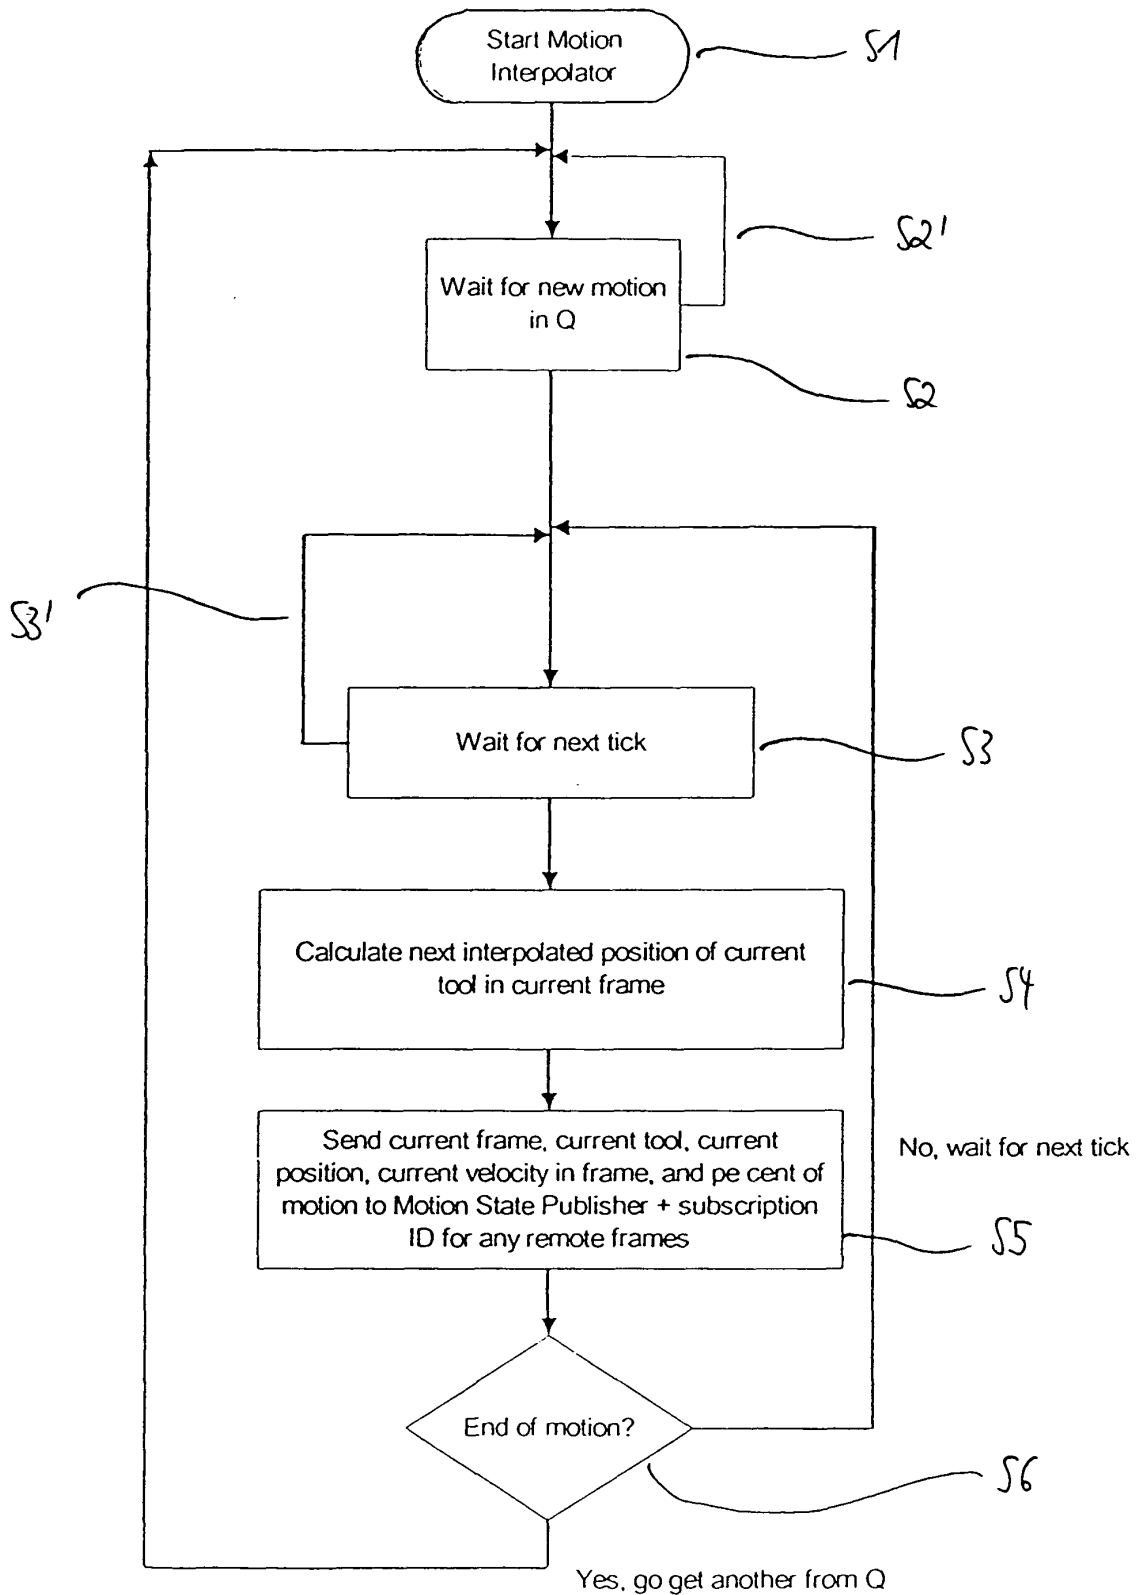 Start Motion
Interpolator
S1
S2'
Wait for new motion
in Q
S2
S3'
Wait for next tick
S3
Calculate next interpolated position of current
tool in current frame
S4
Send current frame, current tool, current
position, current velocity in frame, and pe cent of
motion to Motion State Publisher + subscription
ID for any remote frames
No, wait for next tick
S5
End of motion?
S6
Yes, go get another from Q